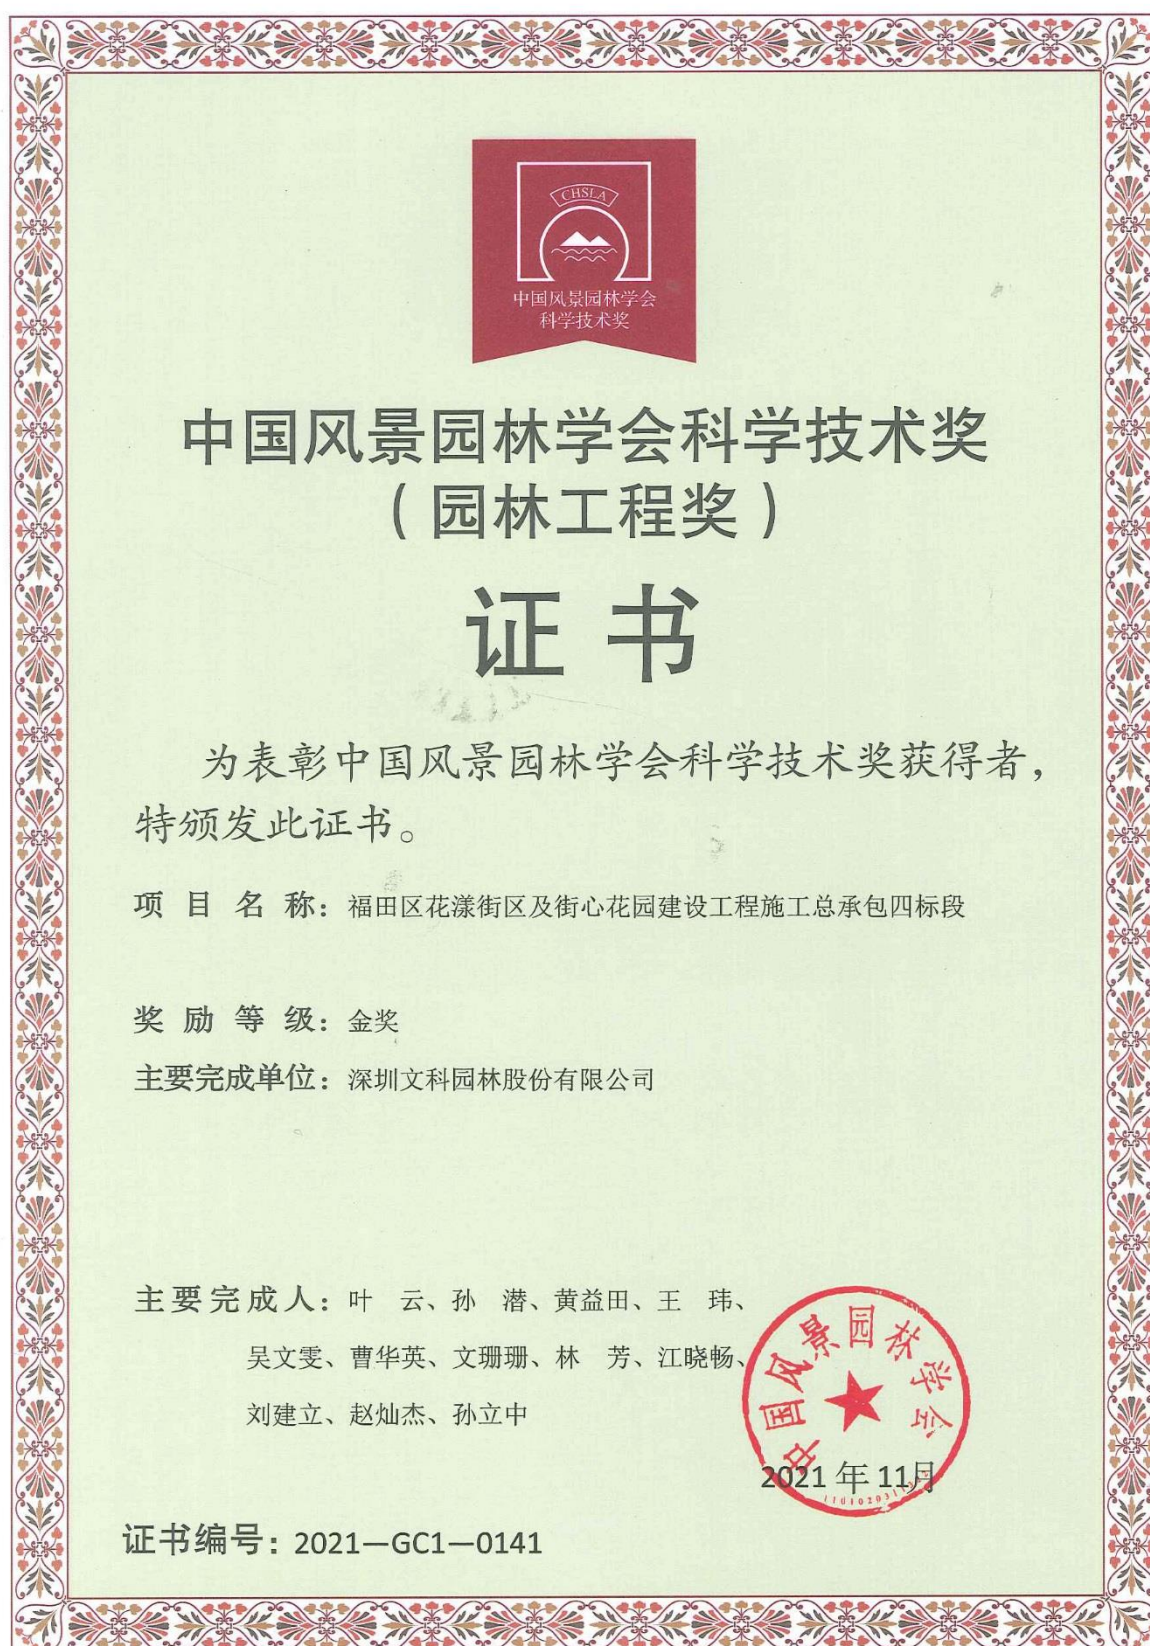 CHSLA
中国风景园林学会
科学技术奖
中国风景园林学会科学技术奖
（园林工程奖）
证书
为表彰中国风景园林学会科学技术奖获得者，
特颁发此证书。
项目名称：福田区花漾街区及街心花园建设工程施工总承包四标段
奖励等级：金奖
主要完成单位：深圳文科园林股份有限公司
主要完成人：叶 云、孙 潜、黄益田、王 玮、
吴文雯、曹华英、文珊珊、林 芳、江晓畅、
刘建立、赵灿杰、孙立中
中国风景园林学会
2021 年 11月
证书编号：2021—GC1—0141